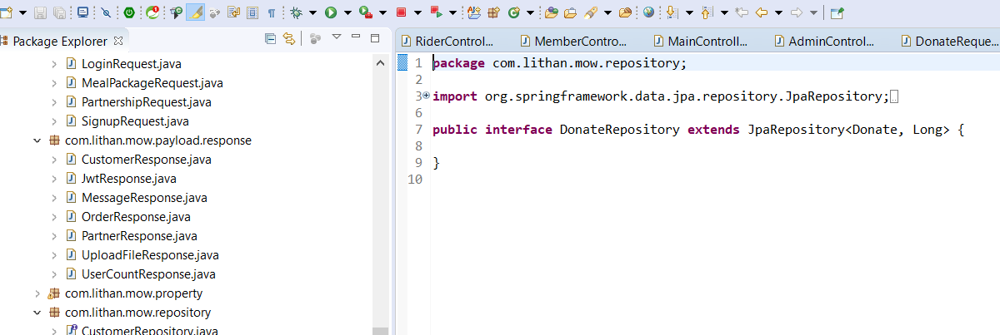 Package Explorer
LoginRequest.java
MealPackageRequest.java
PartnershipRequest.java
SignupRequest.java
com.lithan.mow.payload.response
CustomerResponse.java
JwtResponse.java
MessageResponse.java
OrderResponse.java
PartnerResponse.java
UploadFileResponse.java
UserCountResponse.java
com.lithan.mow.property
com.lithan.mow.repository
CustomerRepository.java
RiderControl... MemberContro... MainControll... AdminControl... DonateReque...
1 package com.lithan.mow.repository;
2
3 import org.springframework.data.jpa.repository.JpaRepository;
6
7 public interface DonateRepository extends JpaRepository<Donate, Long> {
8
9 }
10